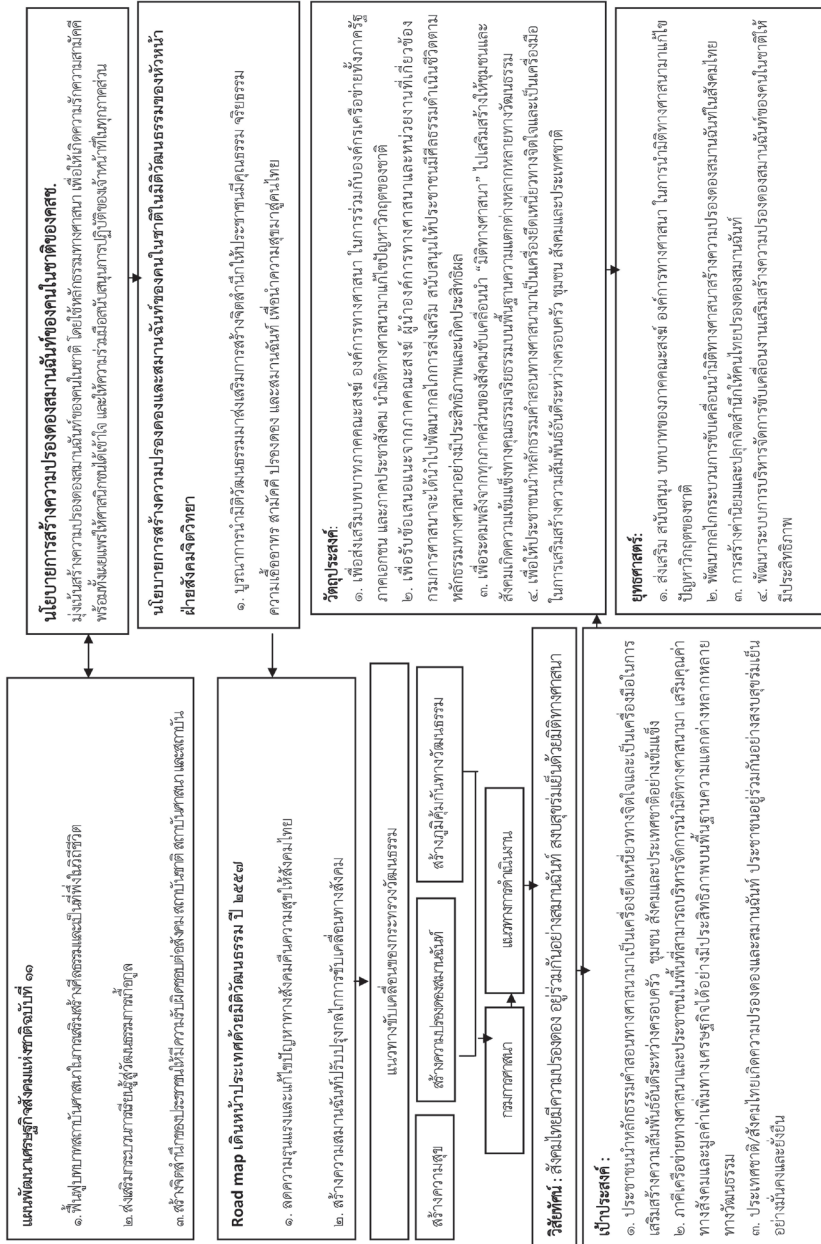 แผนพัฒนาเศรษฐกิจสังคมแห่งชาติฉบับที่ ๑๑
๑. ฟื้นฟูบทบาทสถาบันศาสนาในการเสริมสร้างศีลธรรมและเป็นที่พึ่งในวิถีชีวิต
๒. ส่งเสริมกระบวนการเรียนรู้สู่วัฒนธรรมการเกื้อกูล
๓. สร้างจิตสำนึกของประชาชนให้มีความรับผิดชอบต่อสังคม สถาบันชาติ สถาบันศาสนา และสถาบัน
นโยบายการสร้างความปรองดองสมานฉันท์ของคนในชาติของคสช.
มุ่งเน้นสร้างความปรองดองสมานฉันท์ของคนในชาติ โดยใช้หลักธรรมทางศาสนา เพื่อให้เกิดความรักความสามัคคี
พร้อมทั้งเผยแพร่ให้ศาสนิกชนได้เข้าใจ และให้ความร่วมมือสนับสนุนการปฏิบัติของเจ้าหน้าที่ในทุกภาคส่วน
นโยบายการสร้างความปรองดองและสมานฉันท์ของคนในชาติในมิติวัฒนธรรมของหัวหน้า
ฝ่ายสังคมจิตวิทยา
๑. บูรณาการนำมิติวัฒนธรรมมาส่งเสริมการสร้างจิตสำนึกให้ประชาชนมีคุณธรรม จริยธรรม
ความเอื้ออาทร สามัคคี ปรองดอง และสมานฉันท์ เพื่อนำความสุขมาสู่คนไทย
Road map เดินหน้าประเทศด้วยมิติวัฒนธรรม ปี ๒๕๕๗
๑. ลดความรุนแรงและแก้ไขปัญหาทางสังคมคืนความสุขให้สังคมไทย
๒. สร้างความสมานฉันท์ปรับปรุงกลไกการขับเคลื่อนทางสังคม
แนวทางขับเคลื่อนของกระทรวงวัฒนธรรม
สร้างความสุข
สร้างความปรองดองสมานฉันท์
สร้างภูมิคุ้มกันทางวัฒนธรรม
กรมการศาสนา
แนวทางการดำเนินงาน
วิสัยทัศน์ : สังคมไทยมีความปรองดอง อยู่ร่วมกันอย่างสมานฉันท์ สงบสุขร่มเย็นด้วยมิติทางศาสนา
วัตถุประสงค์:
๑. เพื่อส่งเสริมบทบาทภาคคณะสงฆ์ องค์การทางศาสนา ในการร่วมกับองค์กรเครือข่ายทั้งภาครัฐ
ภาคเอกชน และภาคประชาสังคม นำมิติทางศาสนามาแก้ไขปัญหาวิกฤตของชาติ
๒. เพื่อรับข้อเสนอแนะจากภาคคณะสงฆ์ ผู้นำองค์การทางศาสนาและหน่วยงานที่เกี่ยวข้อง
กรมการศาสนาจะได้นำไปพัฒนากลไกการส่งเสริม สนับสนุนให้ประชาชนมีศีลธรรมดำเนินชีวิตตาม
หลักธรรมทางศาสนาอย่างมีประสิทธิภาพและเกิดประสิทธิผล
๓. เพื่อระดมพลังจากทุกภาคส่วนของสังคมขับเคลื่อนนำ “มิติทางศาสนา” ไปเสริมสร้างให้ชุมชนและ
สังคมเกิดความเข้มแข็งทางคุณธรรมจริยธรรมบนพื้นฐานความแตกต่างหลากหลายทางวัฒนธรรม
๔. เพื่อให้ประชาชนนำหลักธรรมคำสอนทางศาสนามาเป็นเครื่องยึดเหนี่ยวทางจิตใจและเป็นเครื่องมือ
ในการเสริมสร้างความสัมพันธ์อันดีระหว่างครอบครัว ชุมชน สังคมและประเทศชาติ
เป้าประสงค์ :
๑. ประชาชนนำหลักธรรมคำสอนทางศาสนามาเป็นเครื่องยึดเหนี่ยวทางจิตใจและเป็นเครื่องมือในการ
เสริมสร้างความสัมพันธ์อันดีระหว่างครอบครัว ชุมชน สังคมและประเทศชาติอย่างเข้มแข็ง
๒. ภาคีเครือข่ายทางศาสนาและประชาชนในพื้นที่สามารถบริหารจัดการนำมิติทางศาสนามา เสริมคุณค่า
ทางสังคมและมูลค่าเพิ่มทางเศรษฐกิจได้อย่างมีประสิทธิภาพบนพื้นฐานความแตกต่างหลากหลาย
ทางวัฒนธรรม
๓. ประเทศชาติ/สังคมไทยเกิดความปรองดองและสมานฉันท์ ประชาชนอยู่ร่วมกันอย่างสงบสุขร่มเย็น
อย่างมั่นคงและยั่งยืน
ยุทธศาสตร์:
๑. ส่งเสริม สนับสนุน บทบาทของภาคคณะสงฆ์ องค์การทางศาสนา ในการนำมิติทางศาสนามาแก้ไข
ปัญหาวิกฤตของชาติ
๒. พัฒนากลไกกระบวนการขับเคลื่อนนำมิติทางศาสนาสร้างความปรองดองสมานฉันท์ในสังคมไทย
๓. การสร้างค่านิยมและปลุกจิตสำนึกให้คนไทยปรองดองสมานฉันท์
๔. พัฒนาระบบการบริหารจัดการขับเคลื่อนงานเสริมสร้างความปรองดองสมานฉันท์ของคนในชาติให้
มีประสิทธิภาพ